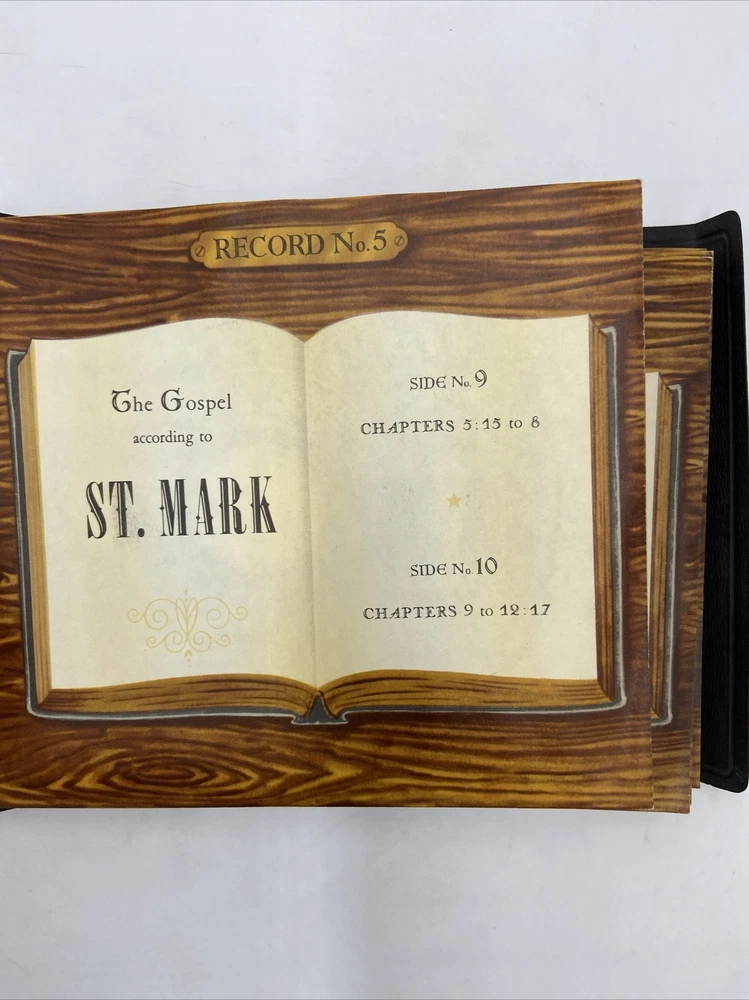 RECORD No. 5
The Gospel
according to
ST. MARK
SIDE No. 9
CHAPTERS 5:15 to 8
SIDE No. 10
CHAPTERS 9 to 12:17